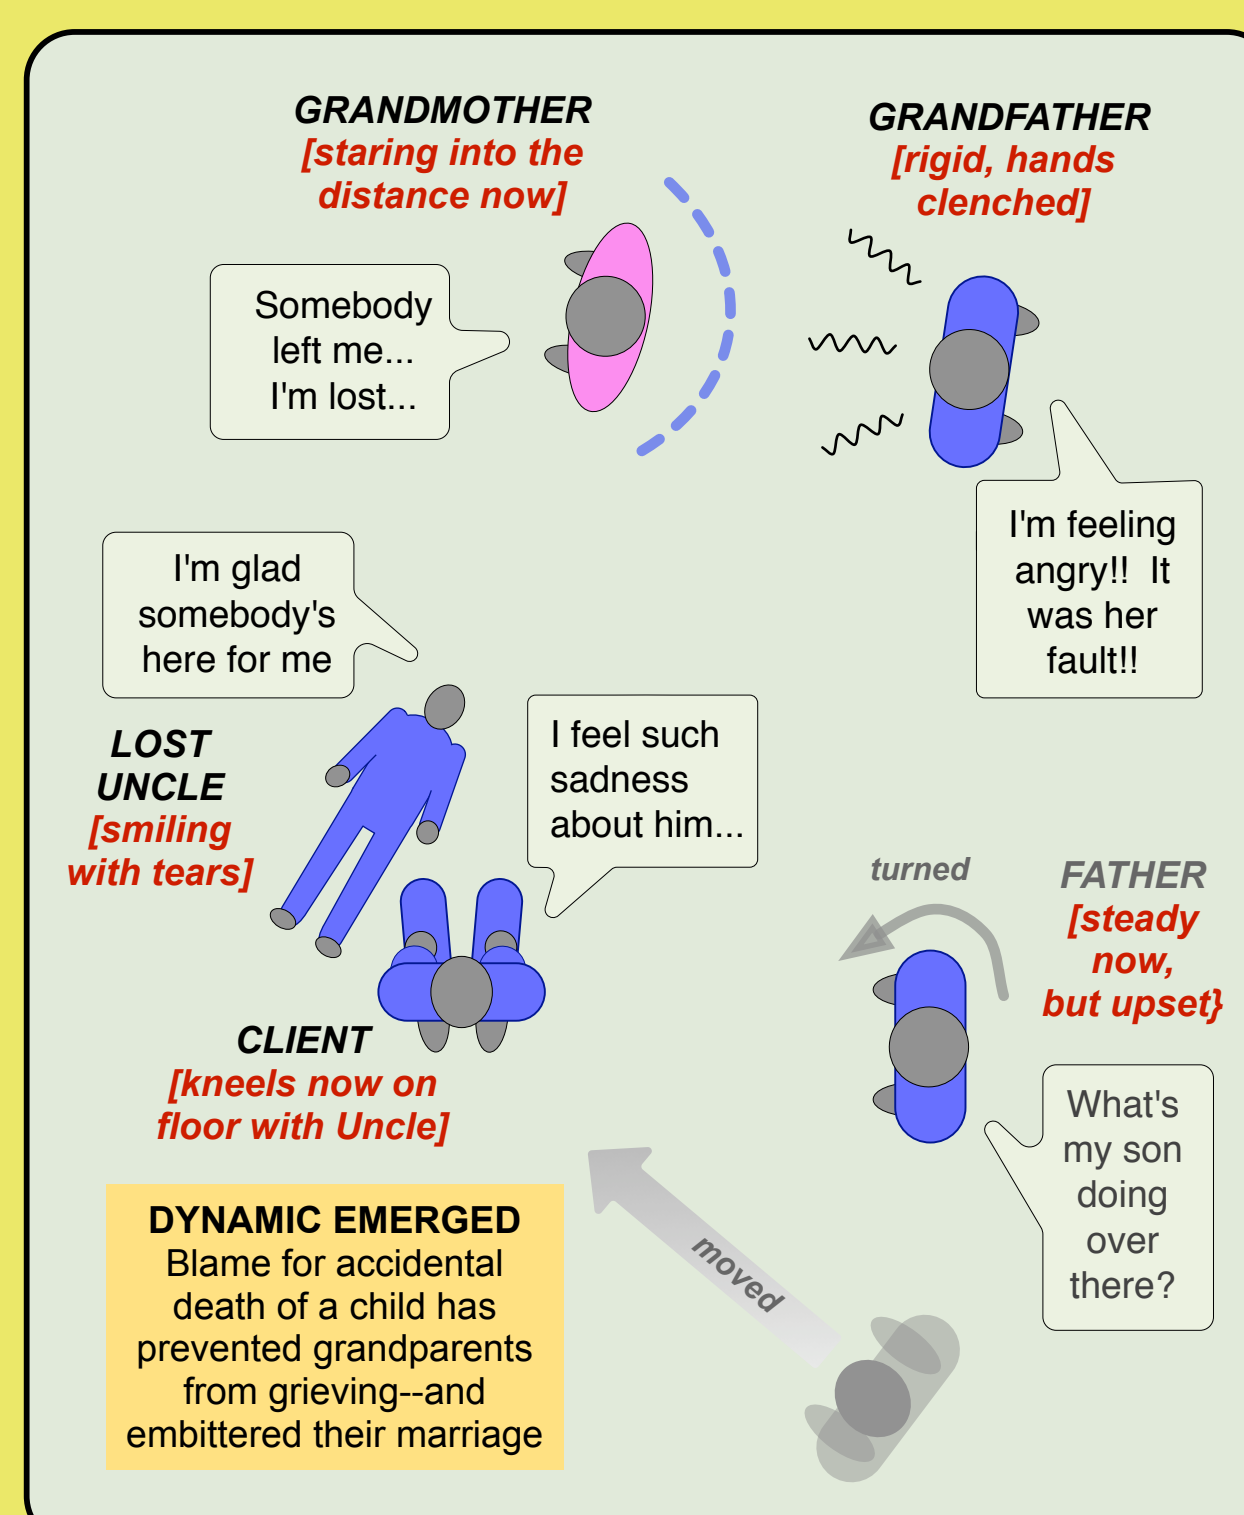 GRANDMOTHER
[staring into the
distance now]
GRANDFATHER
[rigid, hands
clenched]
Somebody
left me...
I'm lost...
I'm feeling
angry!! It
was her
fault!!
I'm glad
somebody's
here for me
LOST
UNCLE
[smiling
with tears]
I feel such
sadness
about him...
turned
FATHER
[steady
now,
but upset}
CLIENT
[kneels now on
floor with Uncle]
What's
my son
doing
over
there?
moved
DYNAMIC EMERGED
Blame for accidental
death of a child has
prevented grandparents
from grieving--and
embittered their marriage